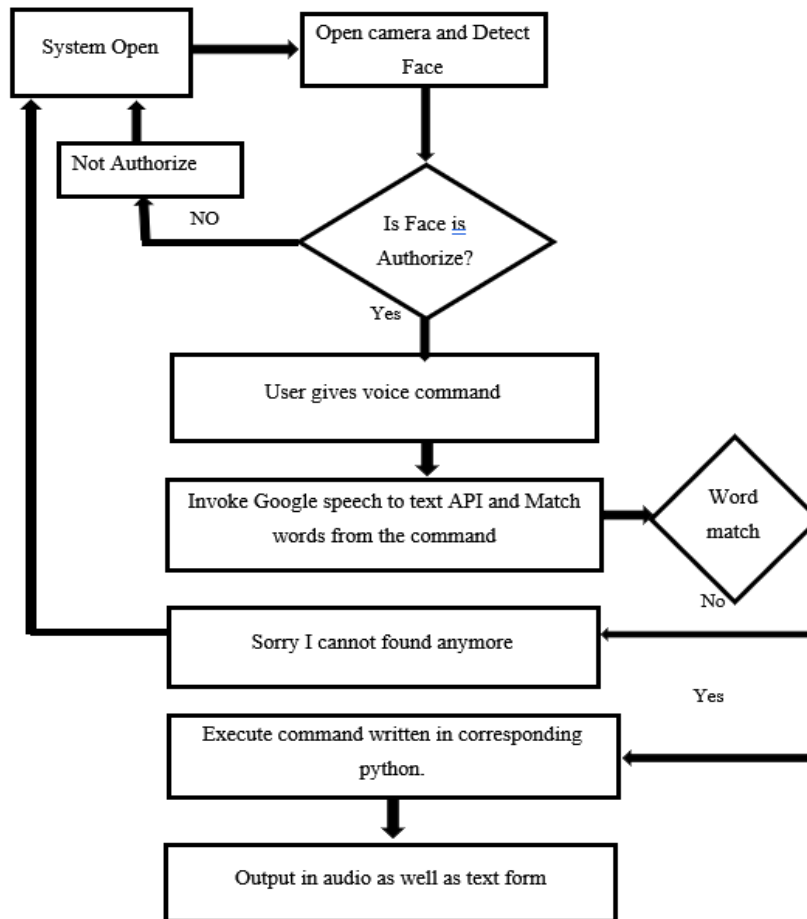 System Open
Open camera and Detect
Face
Not Authorize
NO
Is Face is
Authorize?
Yes
User gives voice command
Invoke Google speech to text API and Match
words from the command
Word
match
No
Sorry I cannot found anymore
Yes
Execute command written in corresponding
python.
Output in audio as well as text form